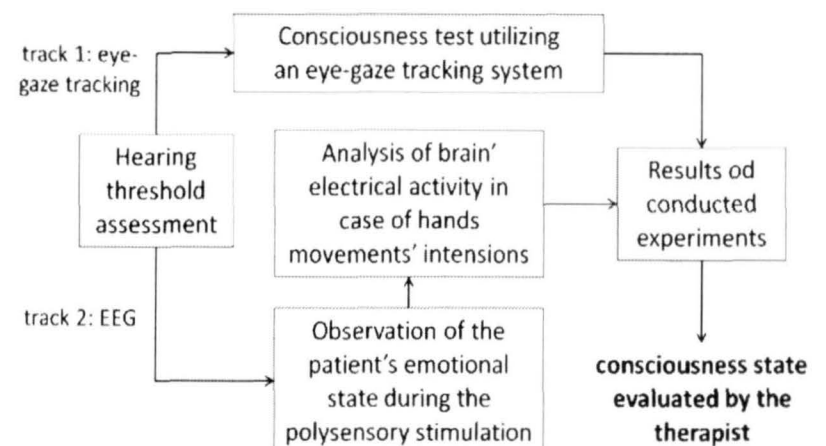 track 1: eye-
gaze tracking
Consciousness test utilizing
an eye-gaze tracking system
Hearing
threshold
assessment
Analysis of brain'
electrical activity in
case of hands
movements' intensions
Results od
conducted
experiments
track 2: EEG
Observation of the
patient's emotional
state during the
polysensory stimulation
consciousness state
evaluated by the
therapist